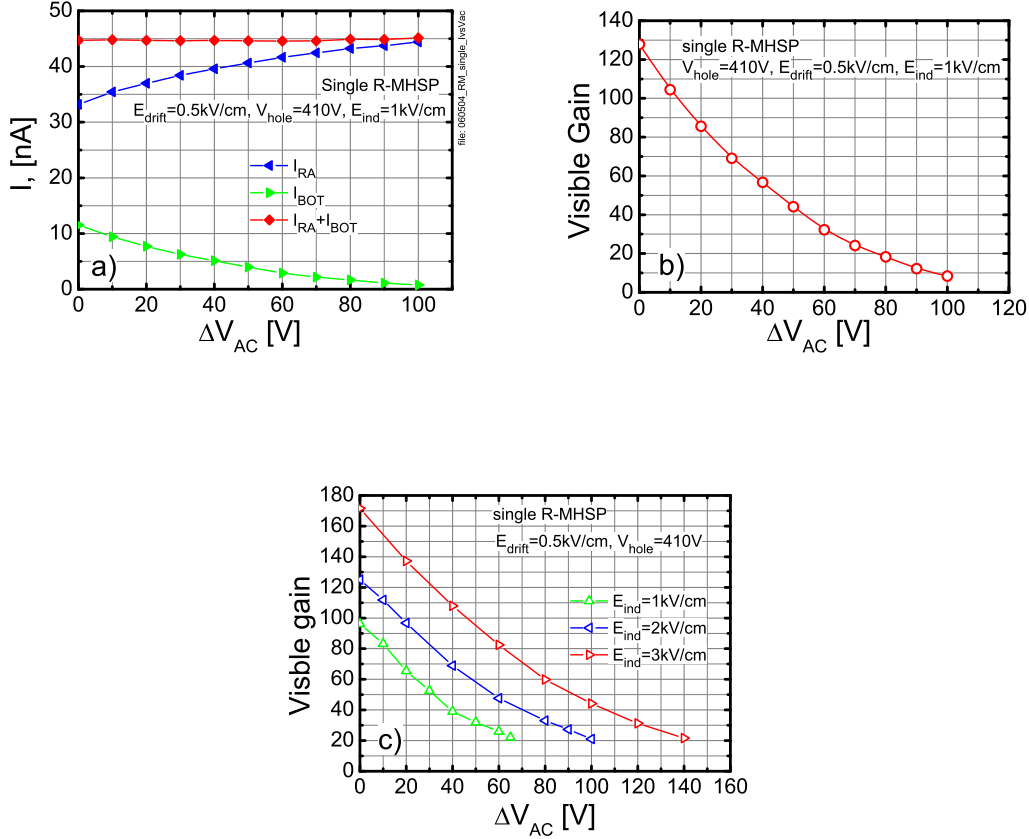 50
45
40
30
20
10
0
I, [nA]
Single R-MHSP
E_drift=0.5kV/cm, V_hole=410V, E_ind=1kV/cm
file: 060504_RM_single_IvsVac
I_RA
I_BOT
I_RA+I_BOT
a)
0 20 40 60 80 100
ΔV_AC [V]
140
120
100
80
60
40
20
0
Visible Gain
single R-MHSP
V_hole=410V, E_drift=0.5kV/cm, E_ind=1kV/cm
b)
0 20 40 60 80 100 120
ΔV_AC [V]
180
160
140
120
100
80
60
40
20
0
Visble gain
single R-MHSP
E_drift=0.5kV/cm, V_hole=410V
E_ind=1kV/cm
E_ind=2kV/cm
E_ind=3kV/cm
c)
0 20 40 60 80 100 120 140 160
ΔV_AC [V]